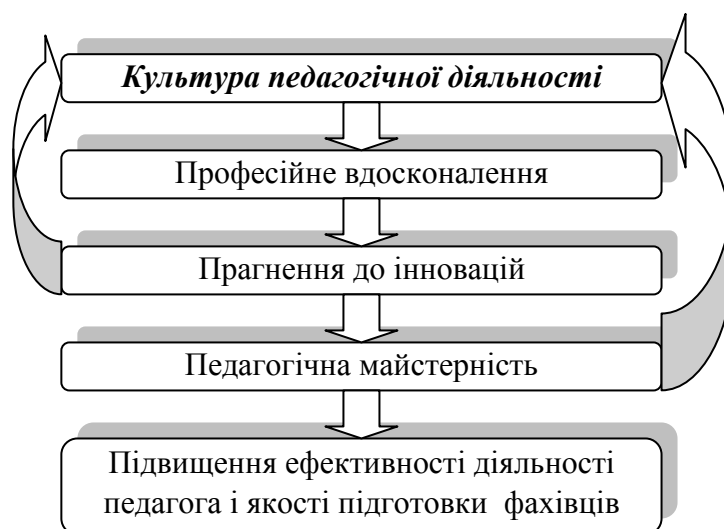 Культура педагогічної діяльності
Професійне вдосконалення
Прагнення до інновацій
Педагогічна майстерність
Підвищення ефективності діяльності
педагога і якості підготовки фахівців